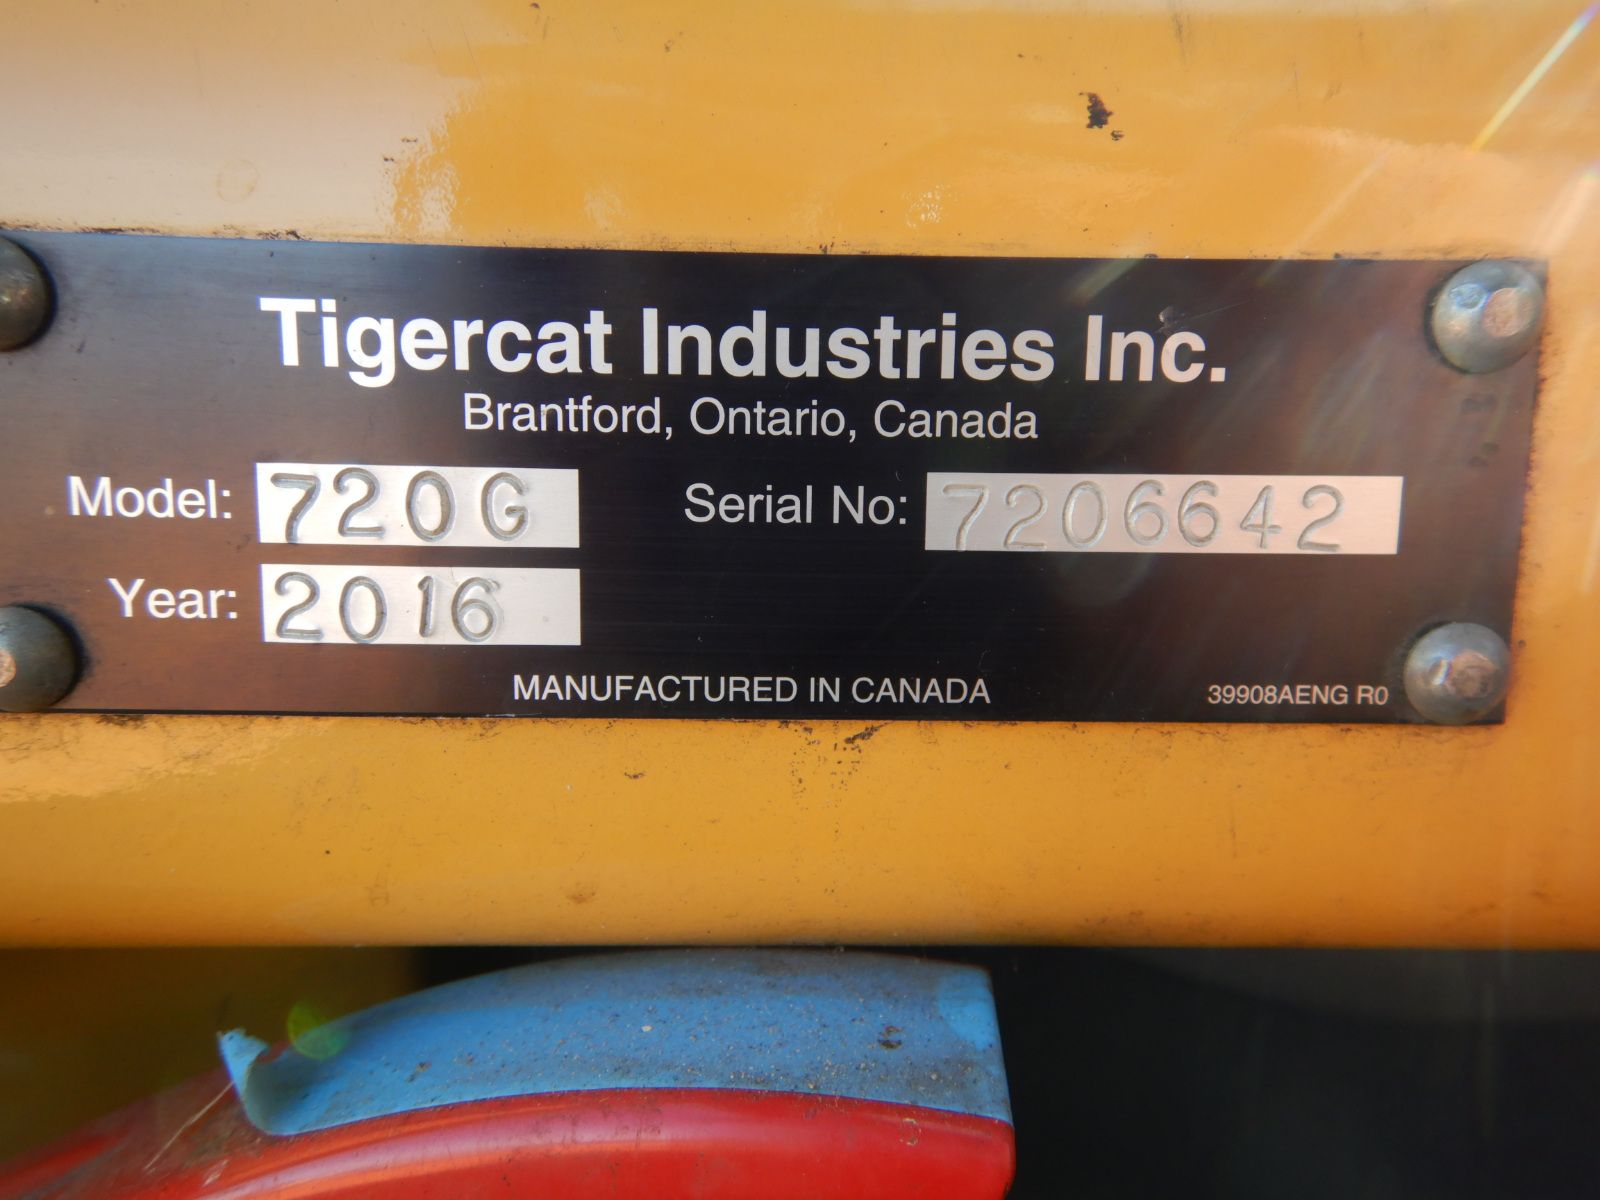 Tigercat Industries Inc.
Brantford, Ontario, Canada
Model: 720G Serial No: 7206642
Year: 2016
MANUFACTURED IN CANADA 39908AENG R0